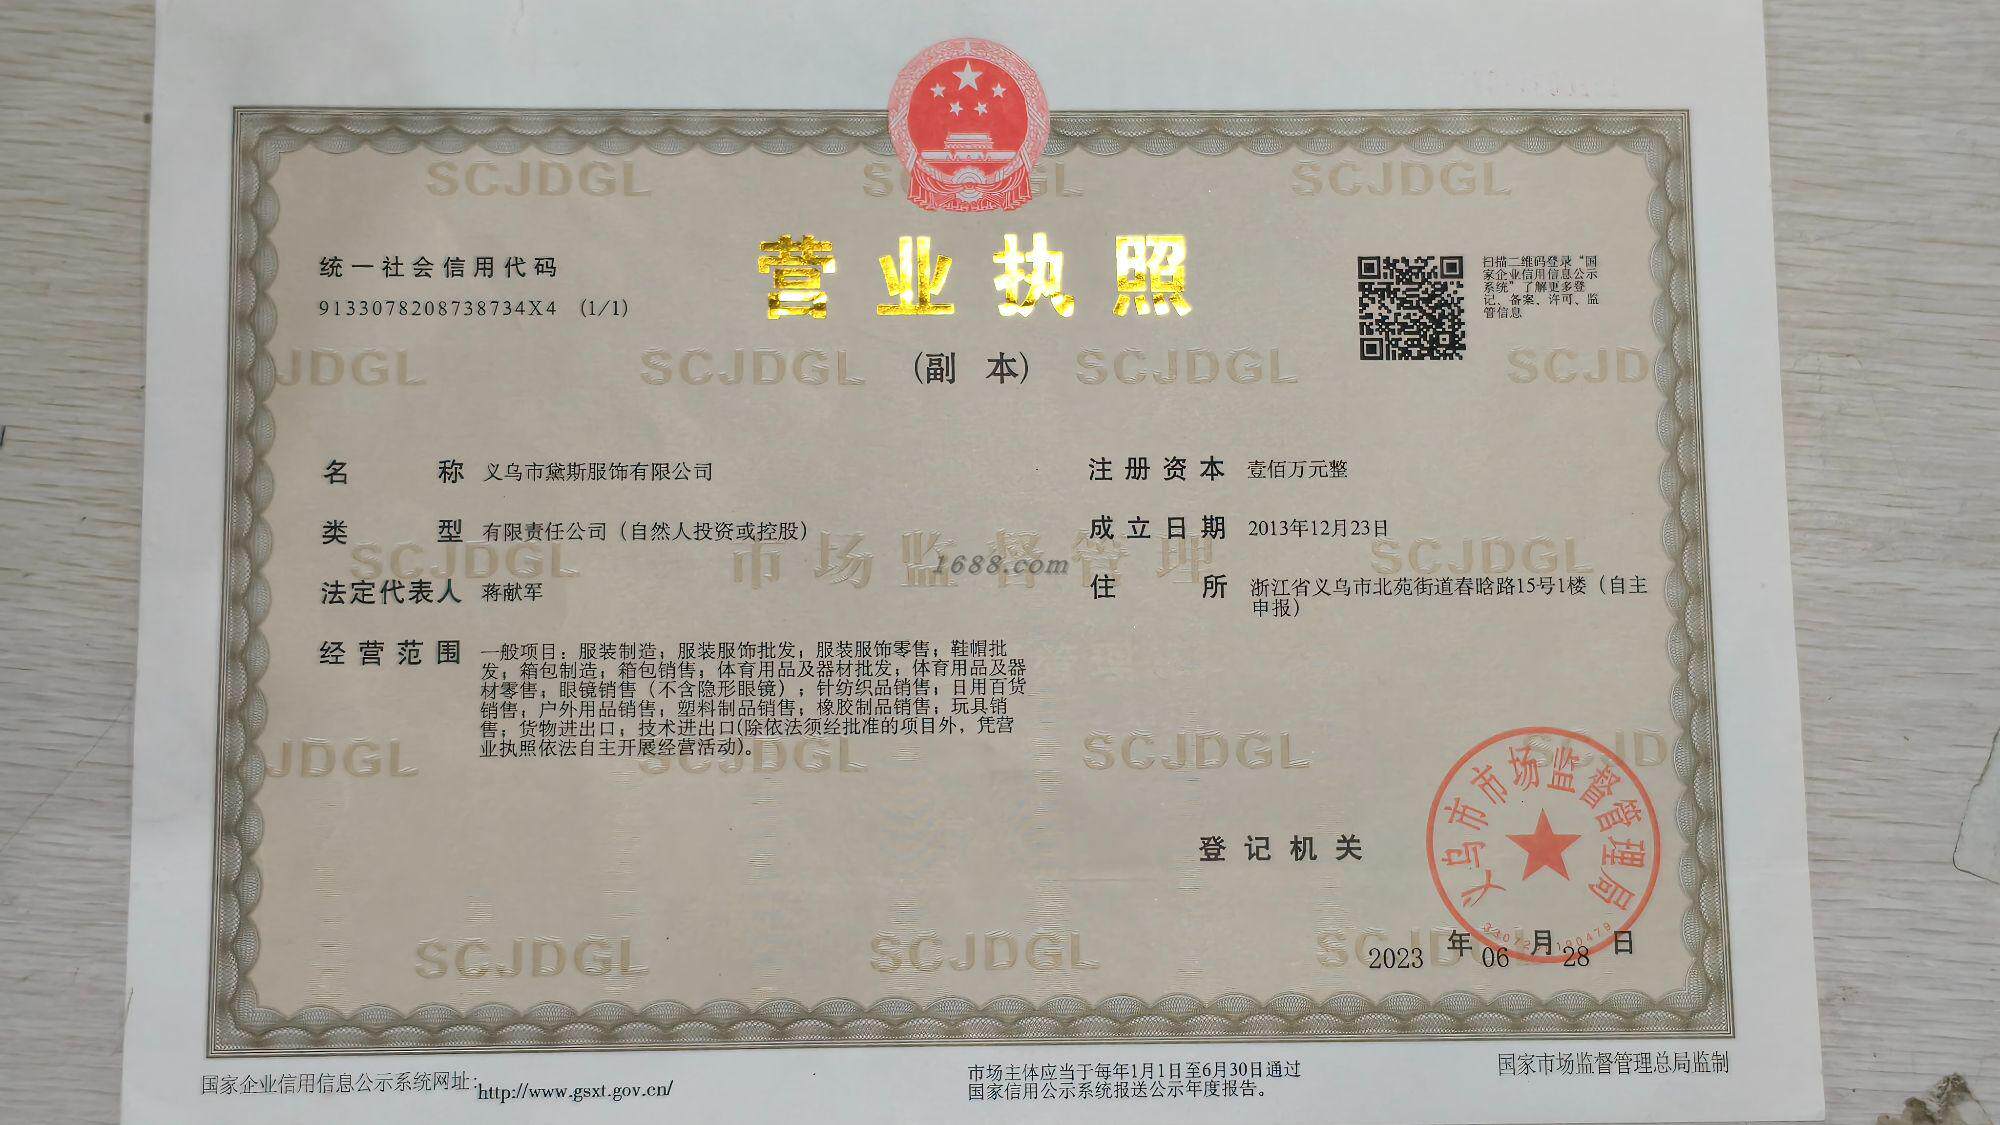 营业执照
(副 本)
统一社会信用代码
9133078208738734X4 (1/1)
扫描二维码登录“国
家企业信用信息公示
系统”了解更多登
记、备案、许可、监
管信息
名 称 义乌市黛斯服饰有限公司
类 型 有限责任公司（自然人投资或控股）
法定代表人 蒋献军
经营范围 一般项目：服装制造；服装服饰批发；服装服饰零售；鞋帽批
发；箱包制造；箱包销售；体育用品及器材批发；体育用品及器
材零售；眼镜销售（不含隐形眼镜）；针纺织品销售；日用百货
销售；户外用品销售；塑料制品销售；橡胶制品销售；玩具销
售；货物进出口；技术进出口(除依法须经批准的项目外，凭营
业执照依法自主开展经营活动)。
注册资本 壹佰万元整
成立日期 2013年12月23日
住 所 浙江省义乌市北苑街道春晗路15号1楼（自主
申报）
市场监督管理
1688.com
SCJDGL
登记机关
义乌市市场监督管理局
2023 年 06 月 28 日
国家企业信用信息公示系统网址：http://www.gsxt.gov.cn/
市场主体应当于每年1月1日至6月30日通过
国家信用公示系统报送公示年度报告。
国家市场监督管理总局监制